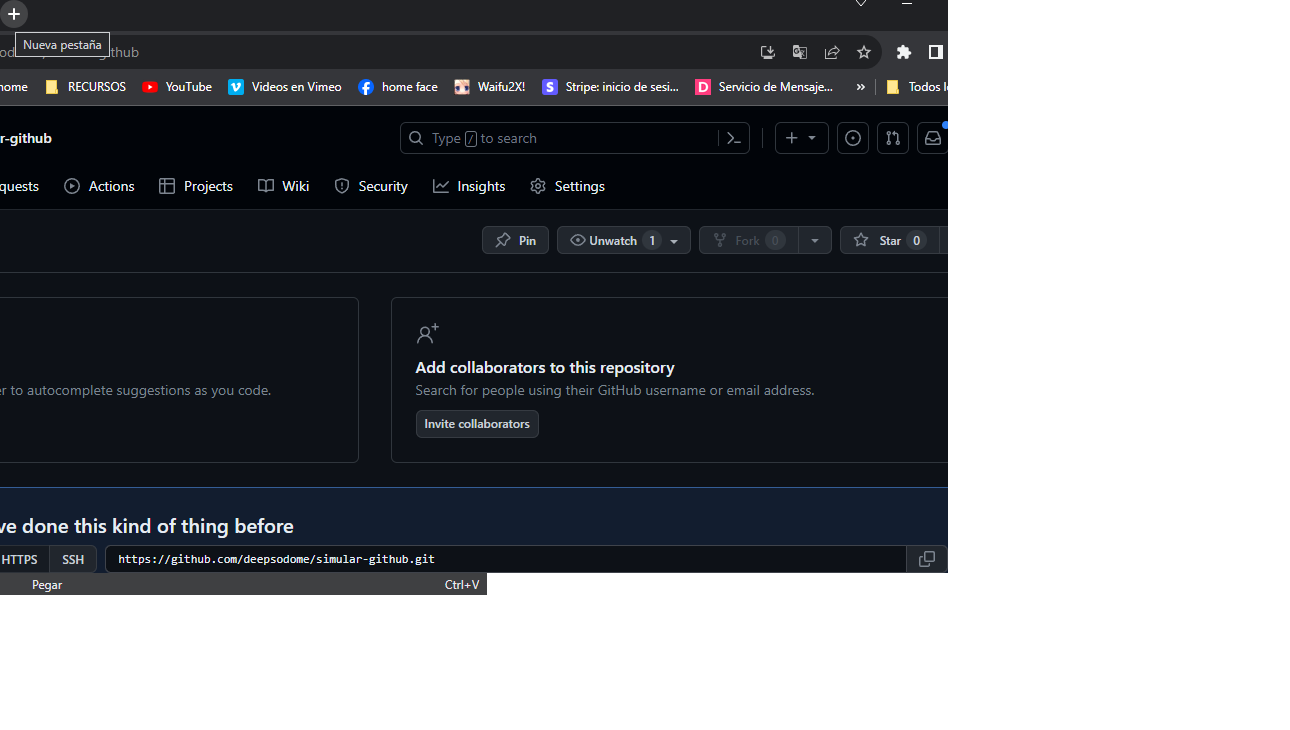 Nueva pestaña
github
home RECURSOS YouTube Videos en Vimeo home face Waifu2X! Stripe: inicio de sesi... Servicio de Mensaje... » Todos
r-github Type / to search
quests Actions Projects Wiki Security Insights Settings
Pin Unwatch 1 Fork 0 Star 0
Add collaborators to this repository
er to autocomplete suggestions as you code. Search for people using their GitHub username or email address.
Invite collaborators
ve done this kind of thing before
HTTPS SSH https://github.com/deepsodome/simular-github.git
Pegar Ctrl+V